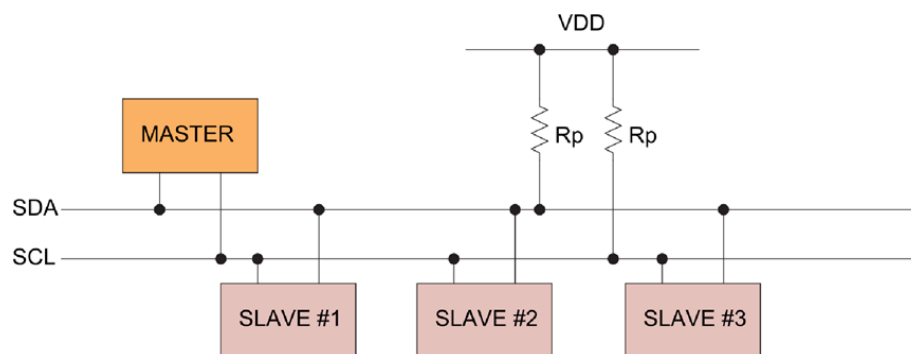 VDD
MASTER
Rp
Rp
SDA
SCL
SLAVE #1
SLAVE #2
SLAVE #3